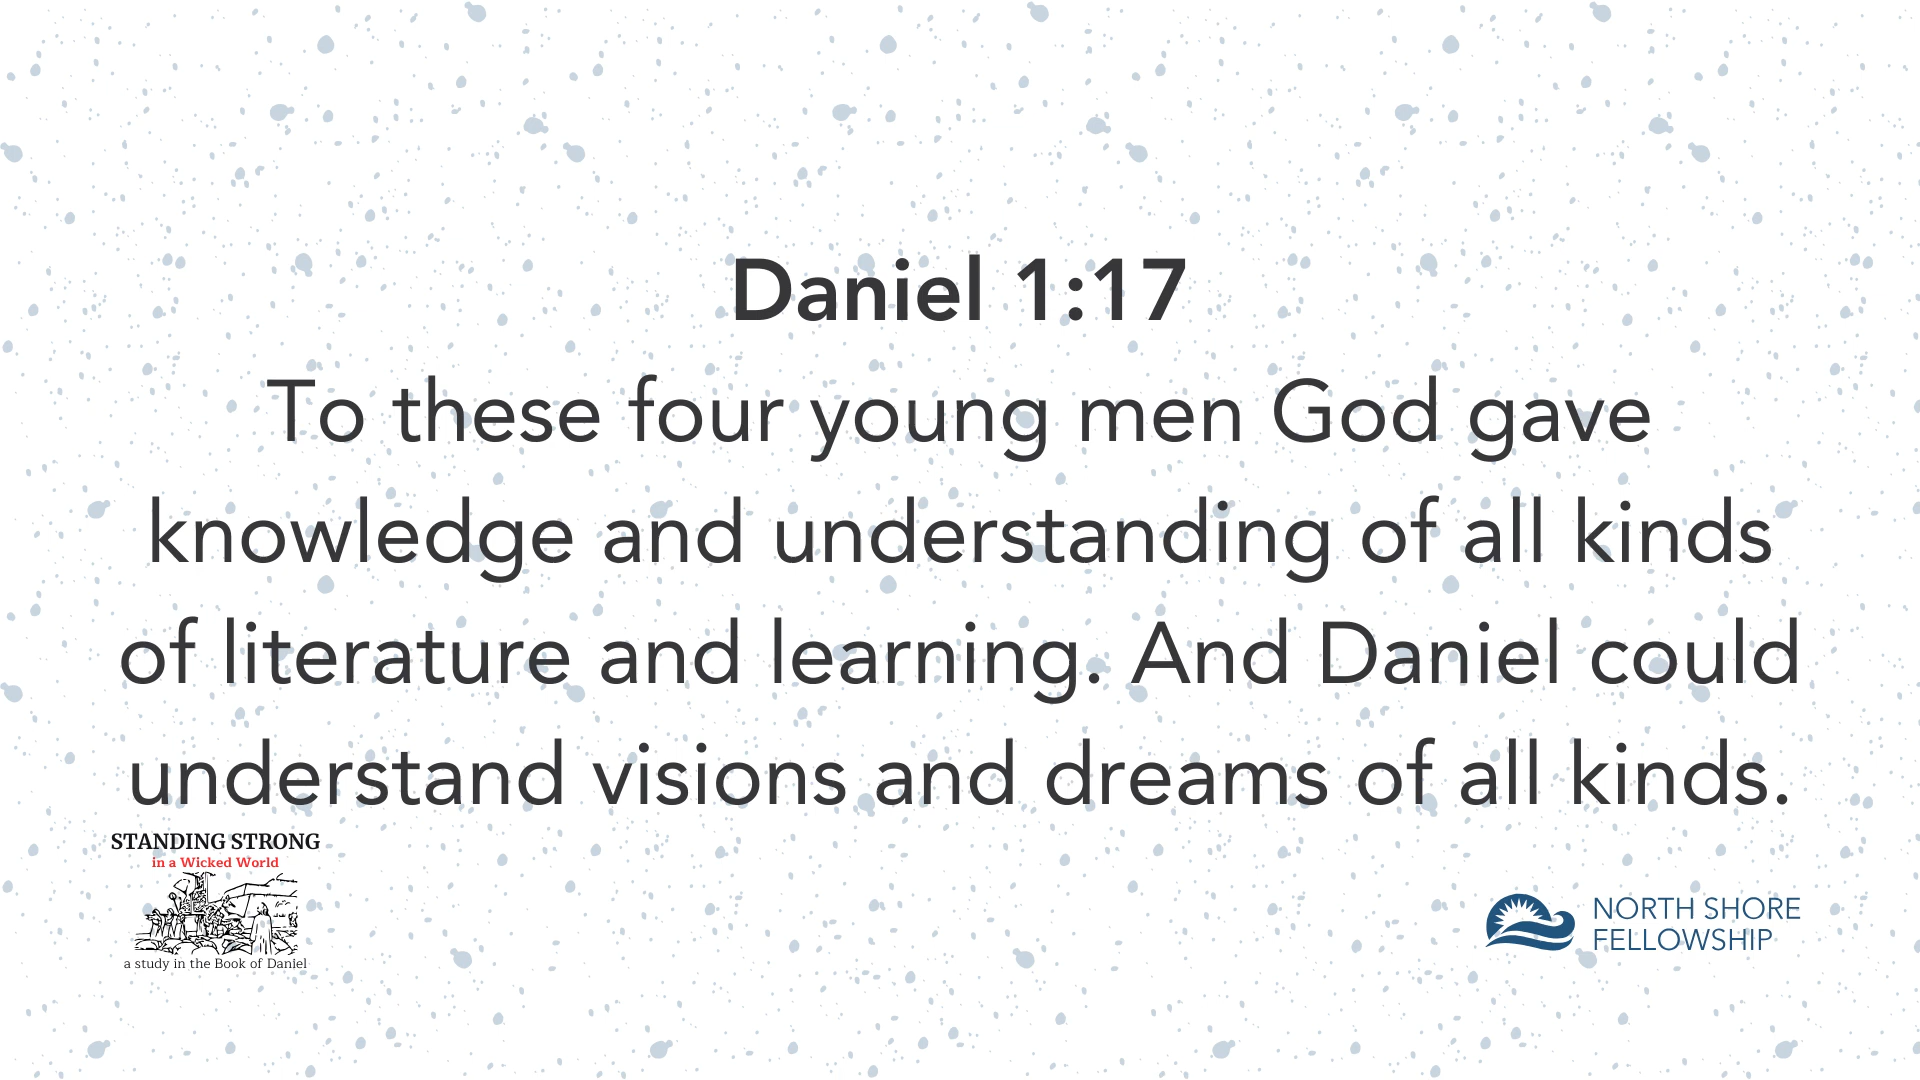 Daniel 1:17
To these four young men God gave
knowledge and understanding of all kinds
of literature and learning. And Daniel could
understand visions and dreams of all kinds.
STANDING STRONG
in a Wicked World
a study in the Book of Daniel
NORTH SHORE
FELLOWSHIP